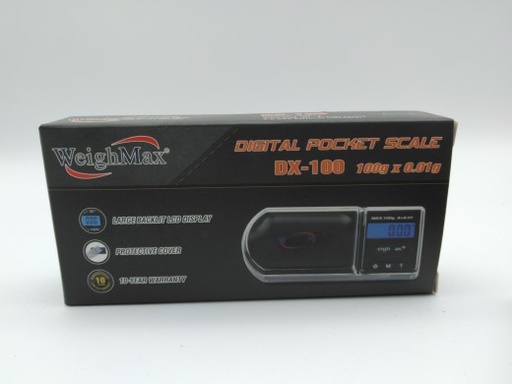 WeighMax®
DIGITAL POCKET SCALE
DX-100 100g x 0.01g
LARGE BACKLIT LCD DISPLAY
PROTECTIVE COVER
10-YEAR WARRANTY
0.00